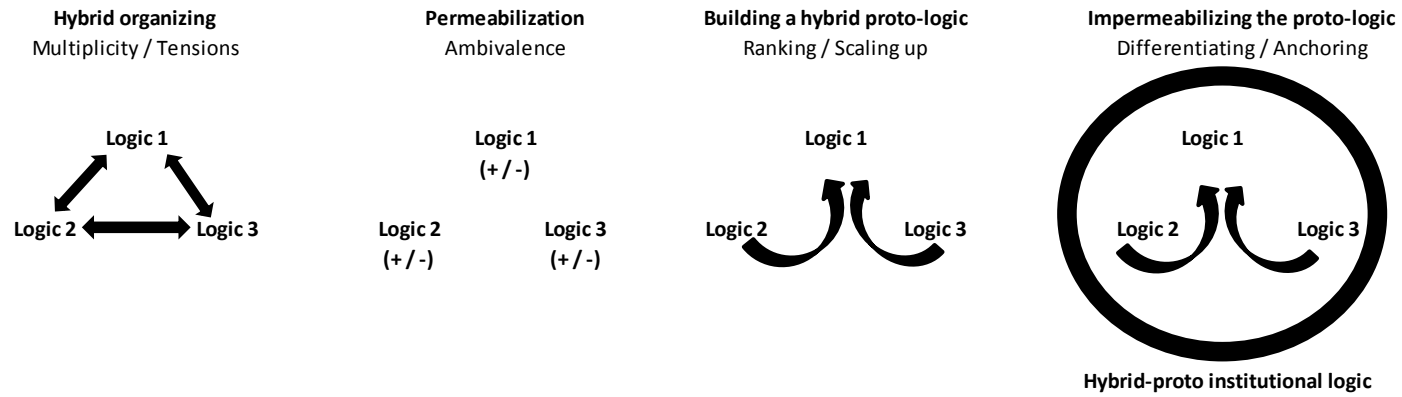 Hybrid organizing
Multiplicity / Tensions
Logic 1
Logic 2
Logic 3
Permeabilization
Ambivalence
Logic 1
(+ / -)
Logic 2
(+ / -)
Logic 3
(+ / -)
Building a hybrid proto-logic
Ranking / Scaling up
Logic 1
Logic 2
Logic 3
Impermeabilizing the proto-logic
Differentiating / Anchoring
Logic 1
Logic 2
Logic 3
Hybrid-proto institutional logic